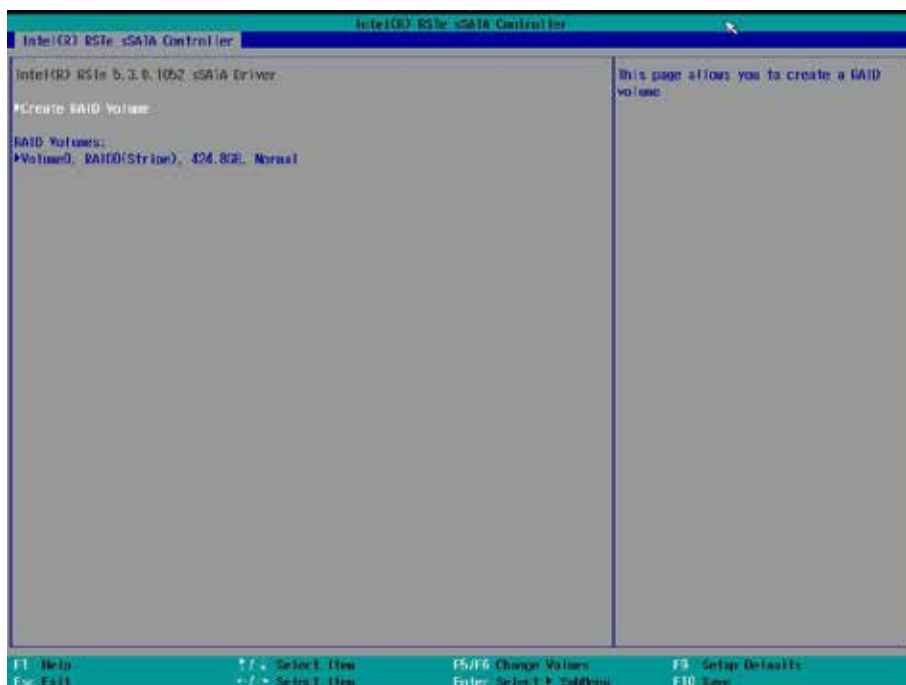 Intel(R) RSTe sSATA Controller
Intel(R) RSTe sSATA Controller
Intel(R) RSTe 5.3.0.1052 sSATA Driver
This page allows you to create a RAID
volume
▶Create RAID Volume
RAID Volumes:
▶Volume0, RAID0(Stripe), 424.8GB, Normal
F1 Help ↑/↓ Select Item F5/F6 Change Values F9 Setup Defaults
Esc Exit Select Item Enter Select ▶ SubMenu F10 Save